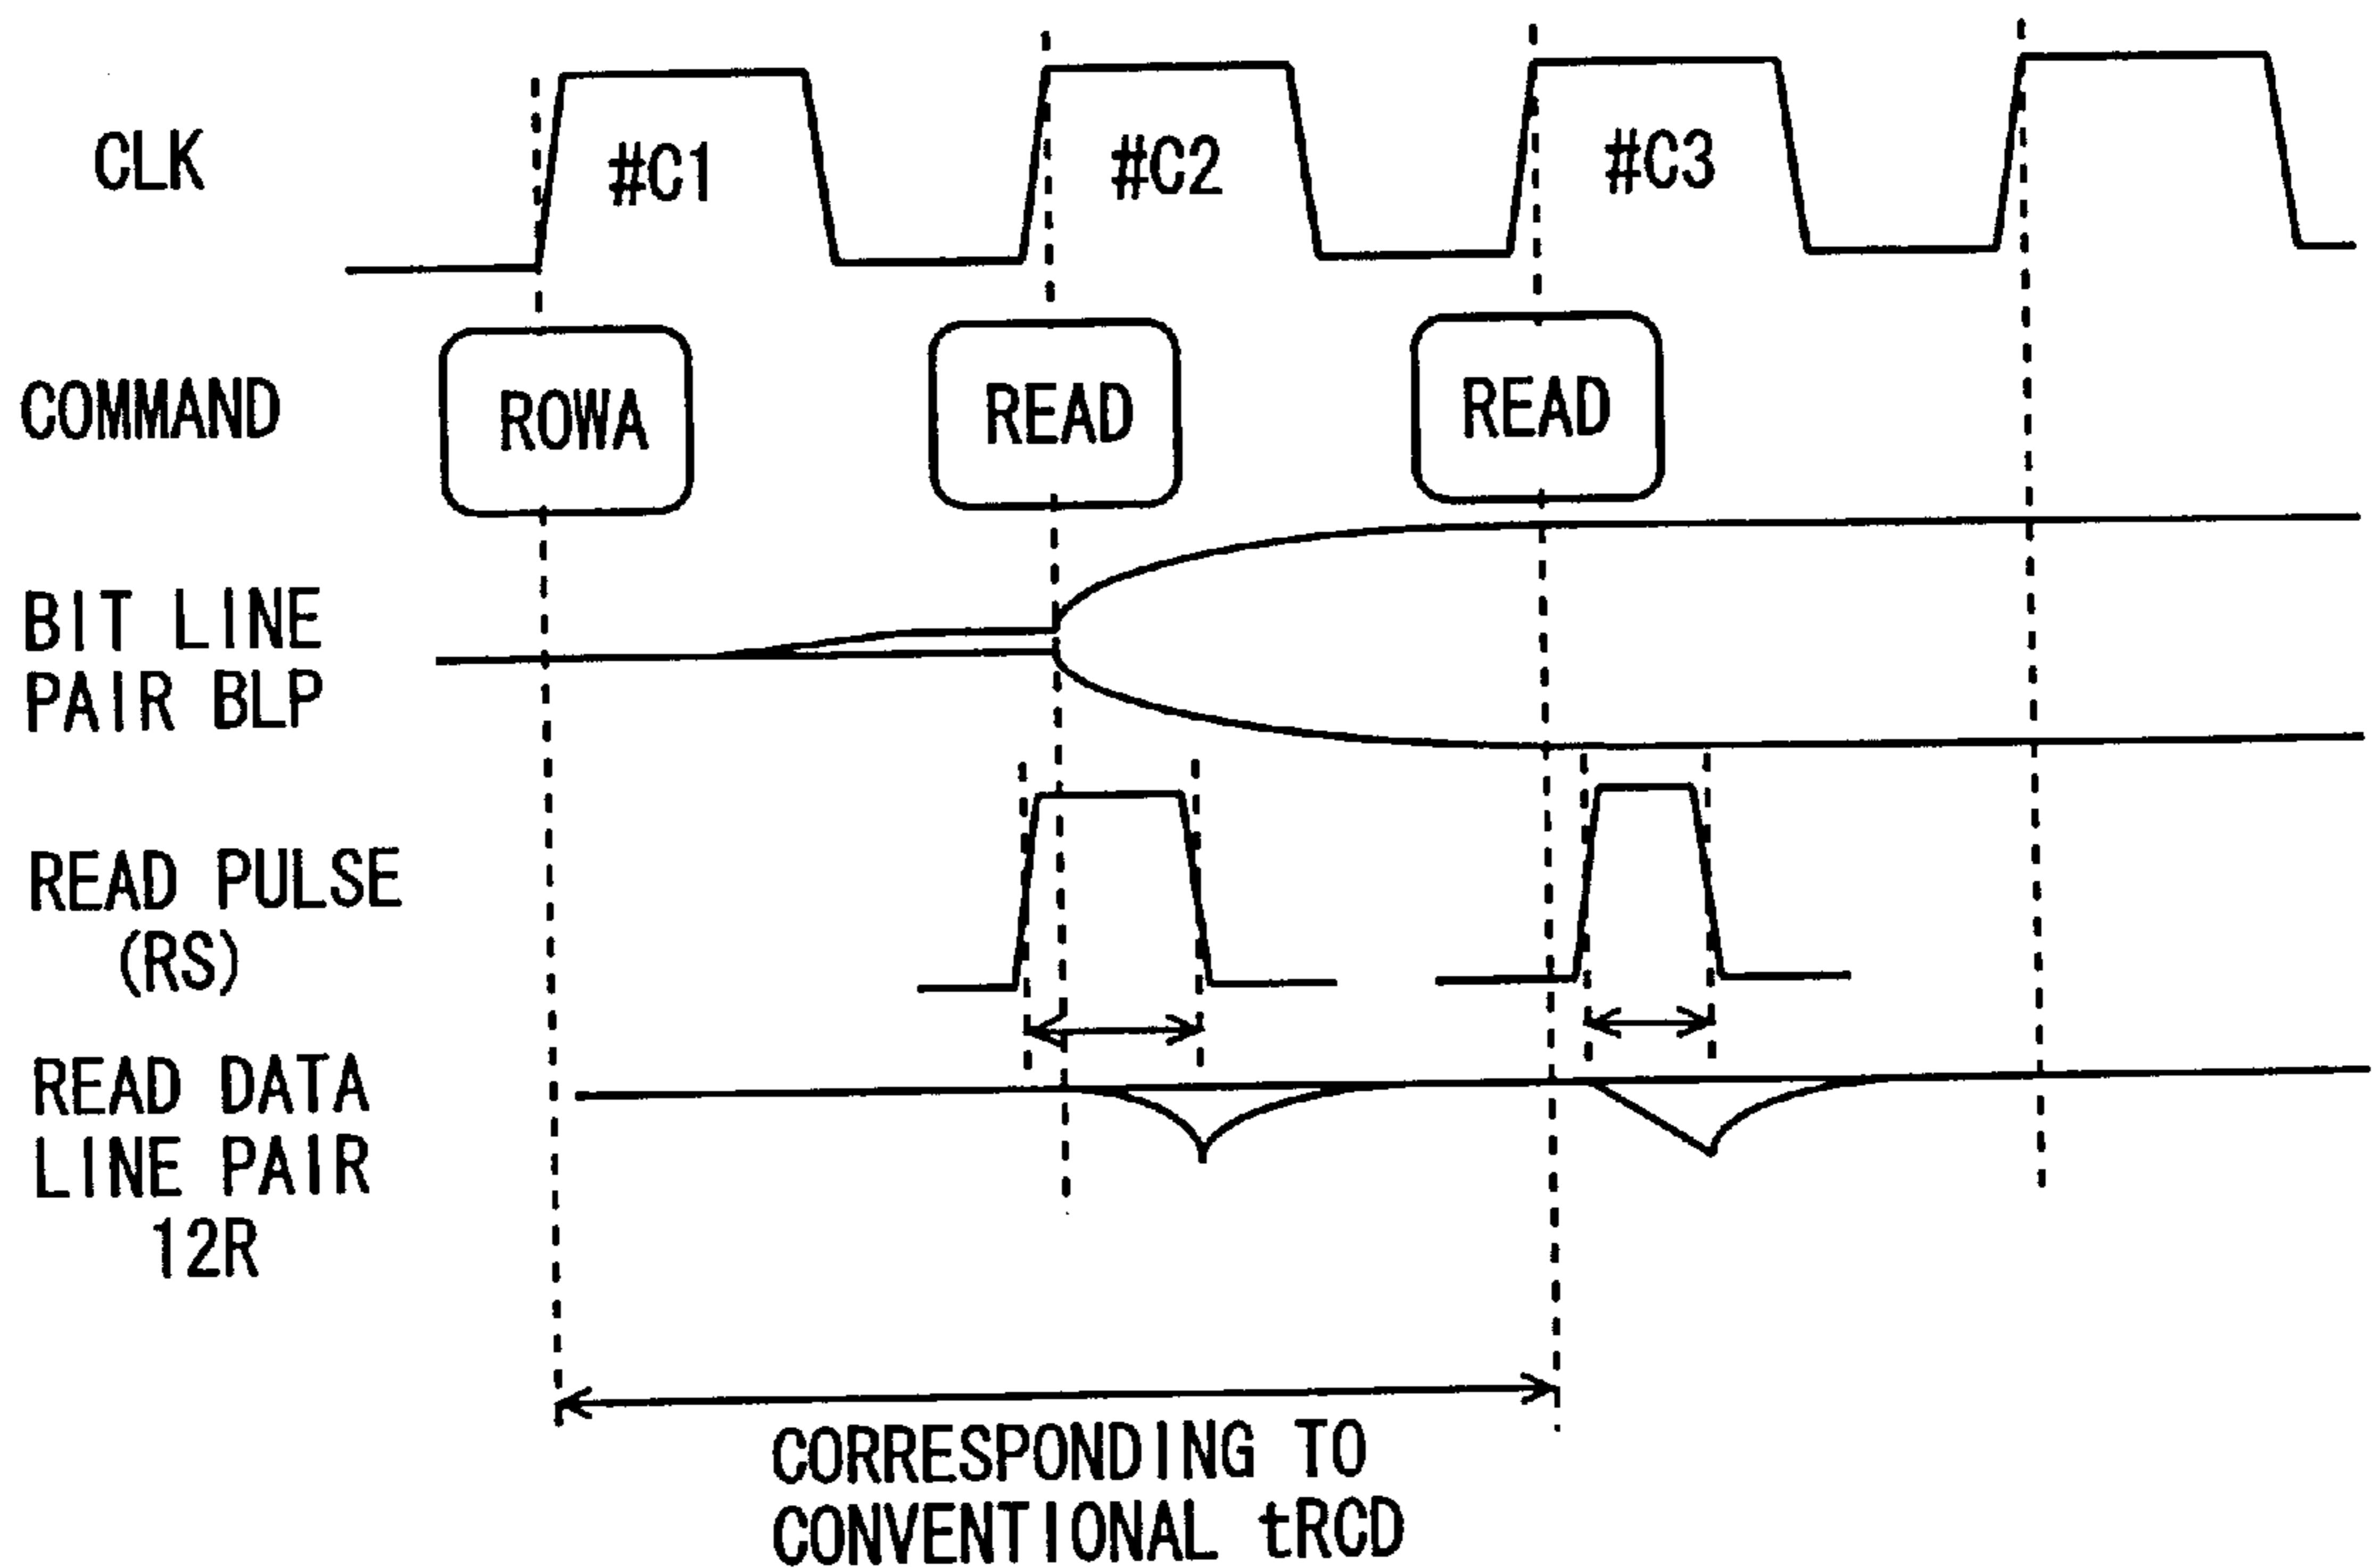 CLK
#C1
#C2
#C3
COMMAND
ROWA
READ
READ
BIT LINE
PAIR BLP
READ PULSE
(RS)
READ DATA
LINE PAIR
12R
CORRESPONDING TO
CONVENTIONAL tRCD